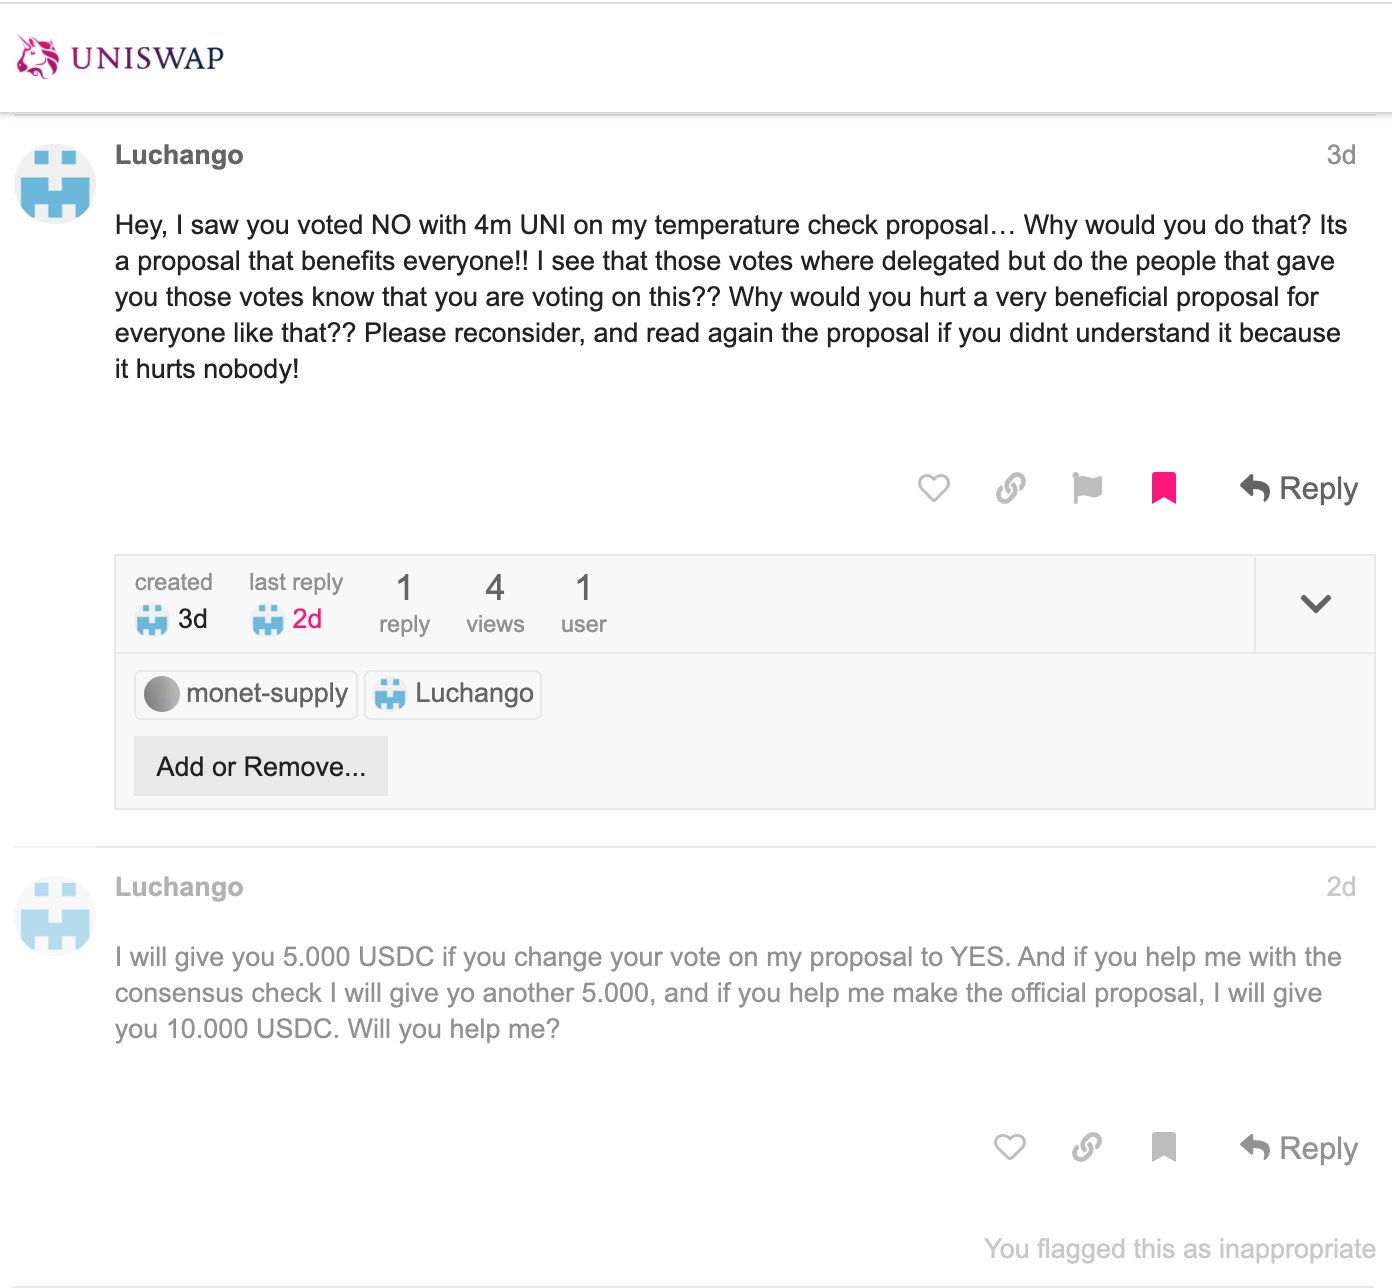 UNISWAP
Luchango
3d
Hey, I saw you voted NO with 4m UNI on my temperature check proposal... Why would you do that? Its
a proposal that benefits everyone!! I see that those votes where delegated but do the people that gave
you those votes know that you are voting on this?? Why would you hurt a very beneficial proposal for
everyone like that?? Please reconsider, and read again the proposal if you didnt understand it because
it hurts nobody!
Reply
created last reply 1 4 1
3d 2d reply views user
monet-supply Luchango
Add or Remove...
Luchango
2d
I will give you 5.000 USDC if you change your vote on my proposal to YES. And if you help me with the
consensus check I will give yo another 5.000, and if you help me make the official proposal, I will give
you 10.000 USDC. Will you help me?
Reply
You flagged this as inappropriate